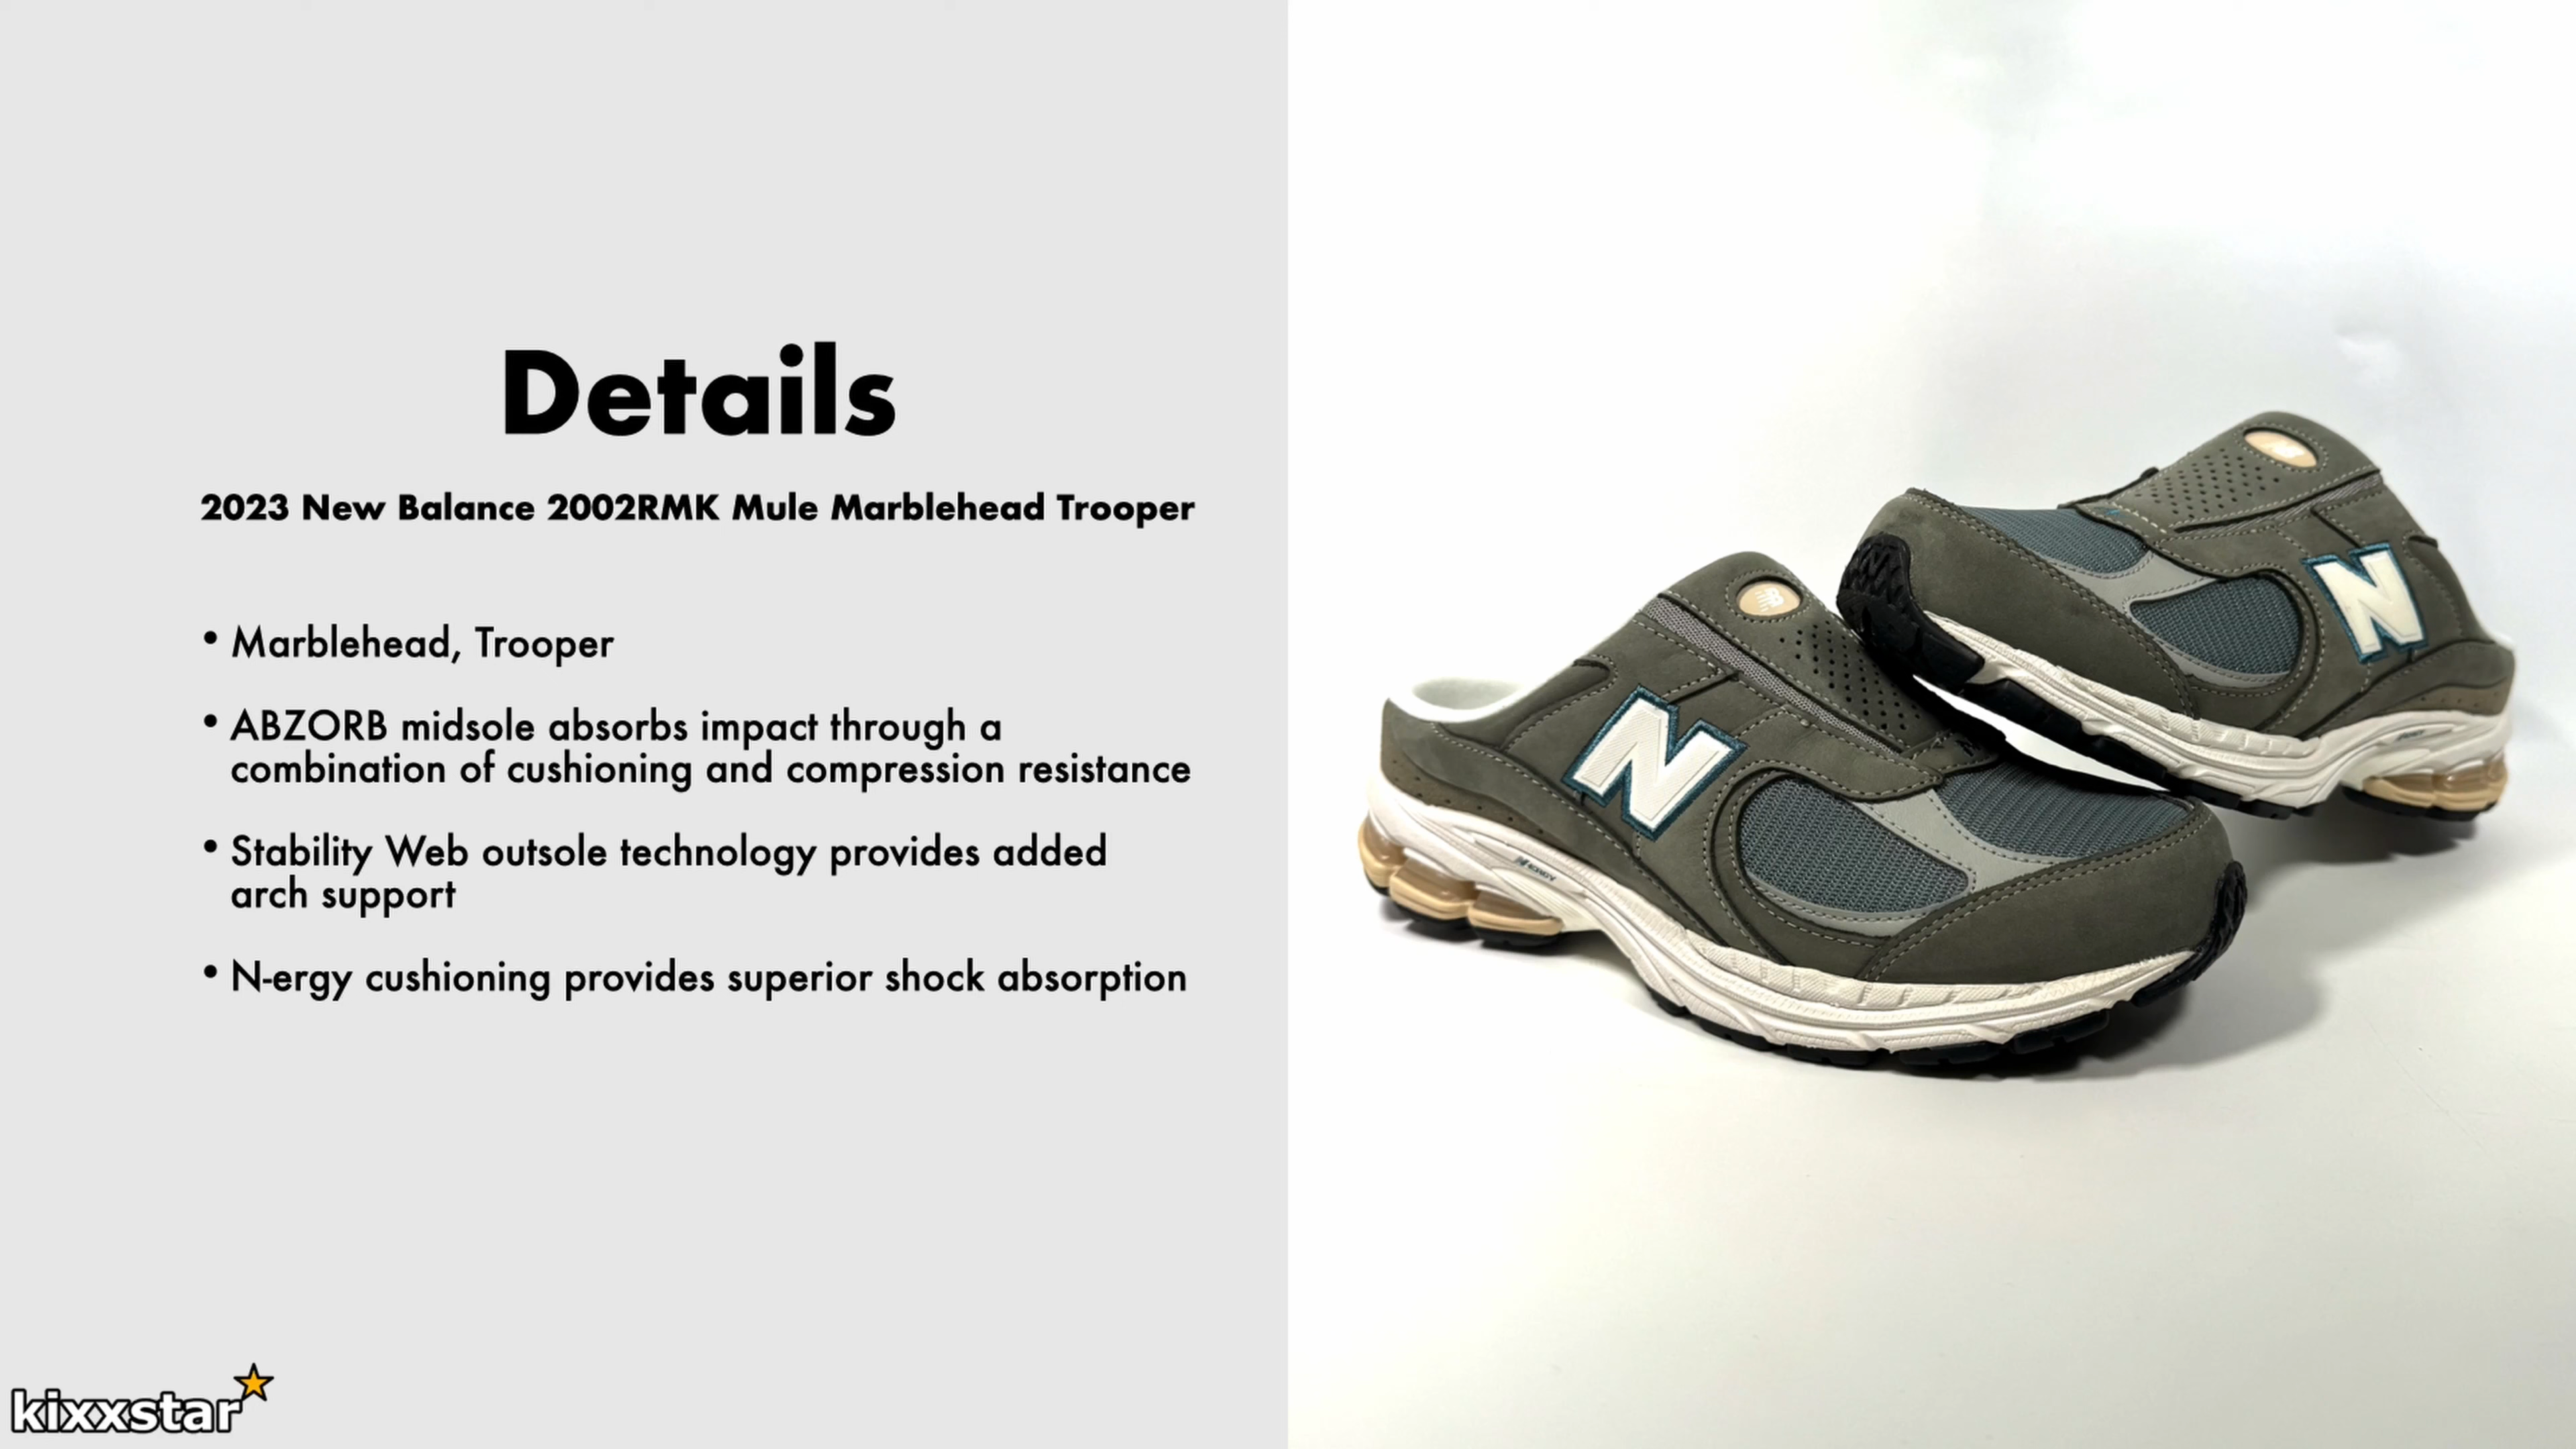 Details
2023 New Balance 2002RMK Mule Marblehead Trooper
• Marblehead, Trooper
• ABZORB midsole absorbs impact through a
combination of cushioning and compression resistance
• Stability Web outsole technology provides added
arch support
• N-ergy cushioning provides superior shock absorption
N
N
N-ERGY
kixxstar